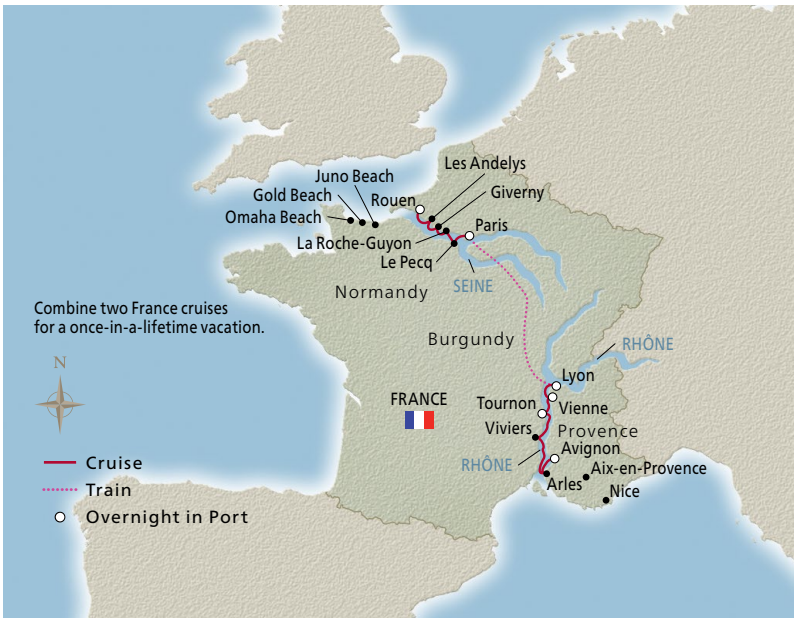 Les Andelys
Juno Beach
Giverny
Gold Beach
Rouen
Omaha Beach
Paris
La Roche-Guyon
Le Pecq
SEINE
Normandy
Combine two France cruises
for a once-in-a-lifetime vacation.
Burgundy
RHÔNE
N
Lyon
FRANCE
Tournon
Vienne
Viviers
Provence
Avignon
RHÔNE
Aix-en-Provence
Arles
Nice
Cruise
Train
Overnight in Port